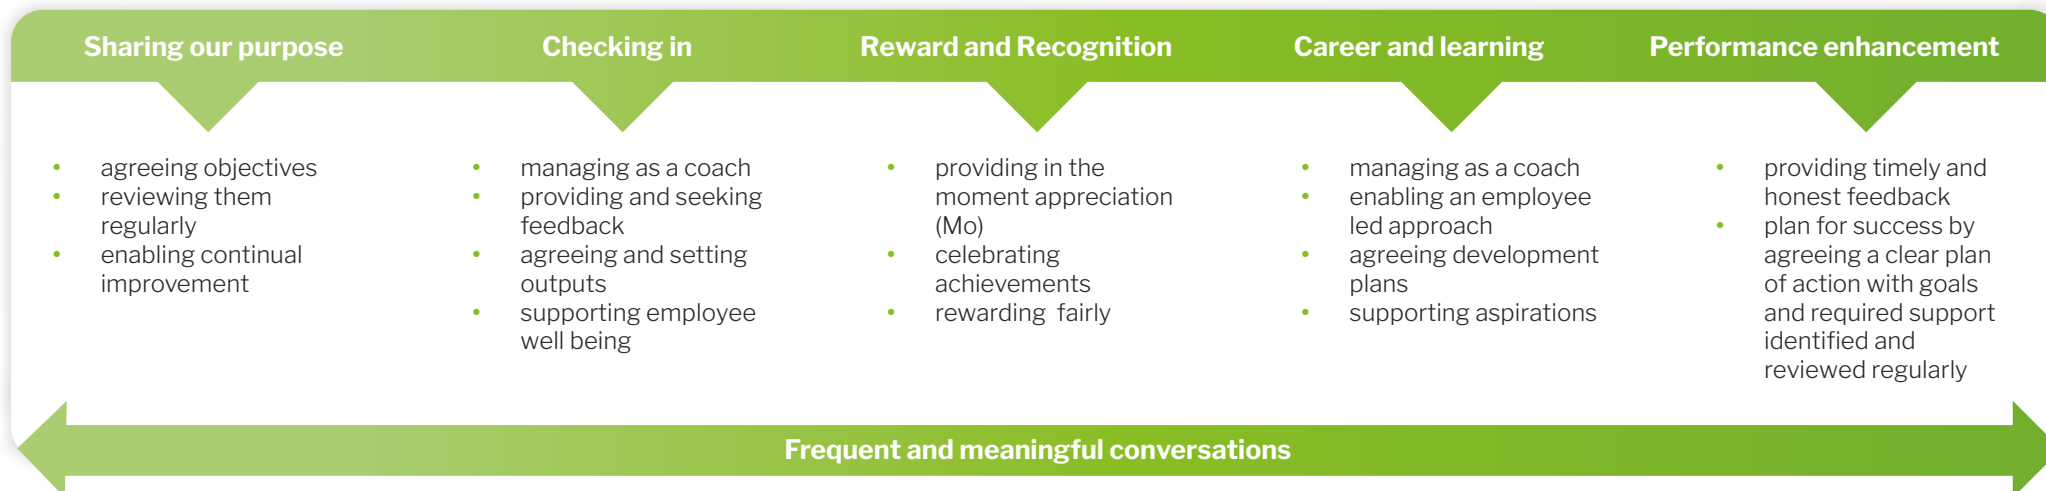 Sharing our purpose
Checking in
Reward and Recognition
Career and learning
Performance enhancement
• agreeing objectives
• reviewing them
regularly
• enabling continual
improvement
• managing as a coach
• providing and seeking
feedback
• agreeing and setting
outputs
• supporting employee
well being
• providing in the
moment appreciation
(Mo)
• celebrating
achievements
• rewarding  fairly
• managing as a coach
• enabling an employee
led approach
• agreeing development
plans
• supporting aspirations
• providing timely and
honest feedback
• plan for success by
agreeing a clear plan
of action with goals
and required support
identified and
reviewed regularly
Frequent and meaningful conversations